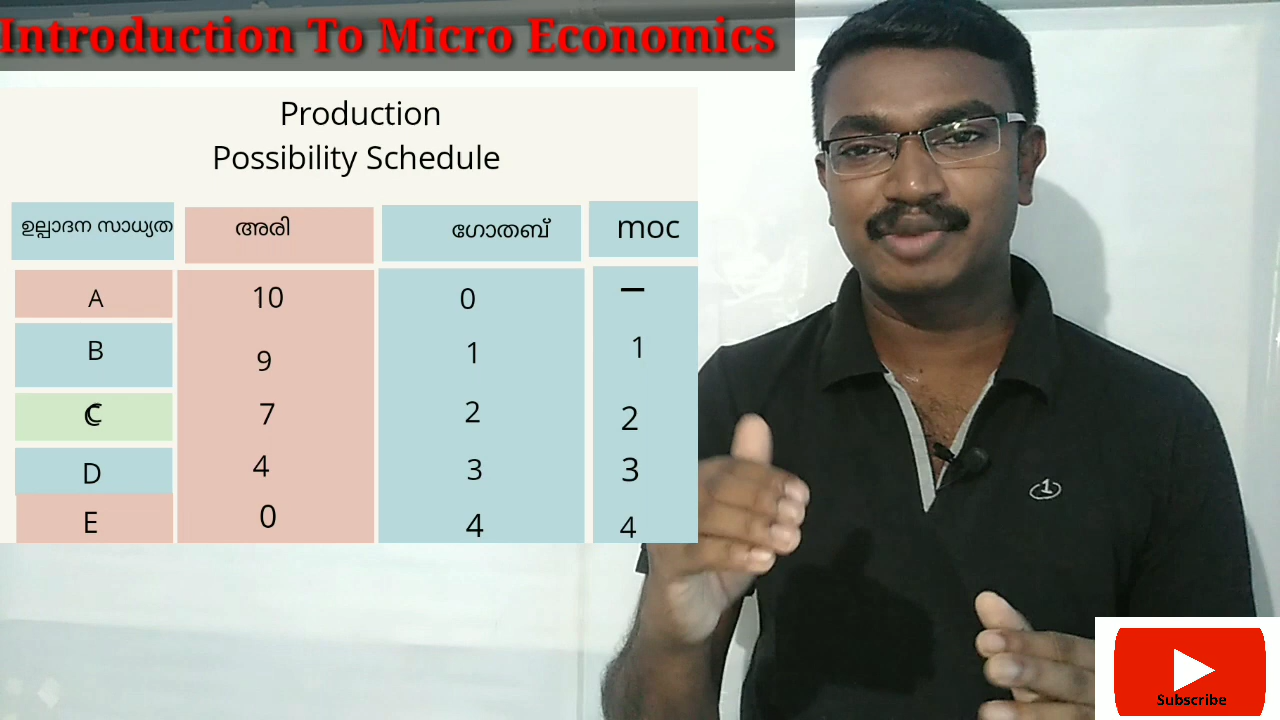 Introduction To Micro Economics
Production
Possibility Schedule
ഉല്പാദന സാധ്യത അരി ഗോതബ് moc
A 10 0 –
B 9 1 1
C 7 2 2
D 4 3 3
E 0 4 4
1
Subscribe